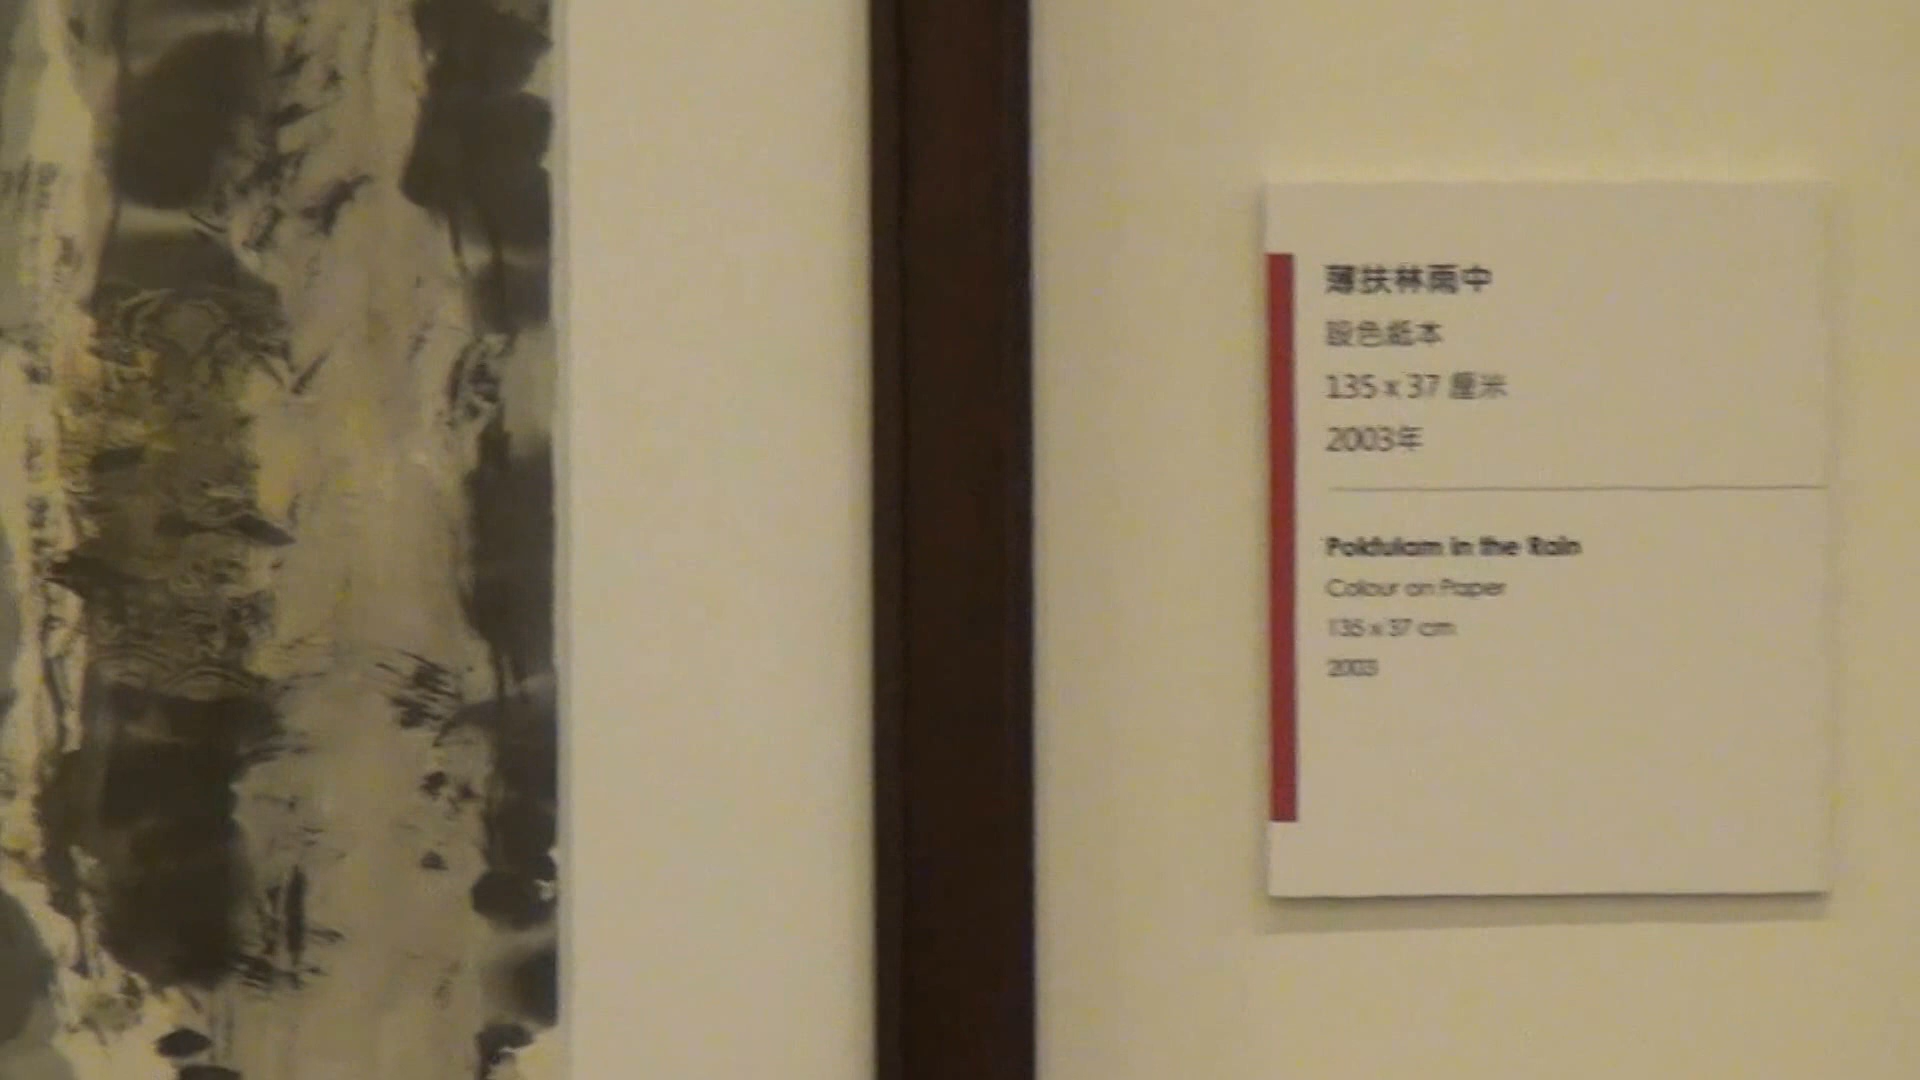 薄扶林雨中
設色紙本
135 x 37 厘米
2003年
Pokfulam in the Rain
Colour on Paper
135 x 37 cm
2003